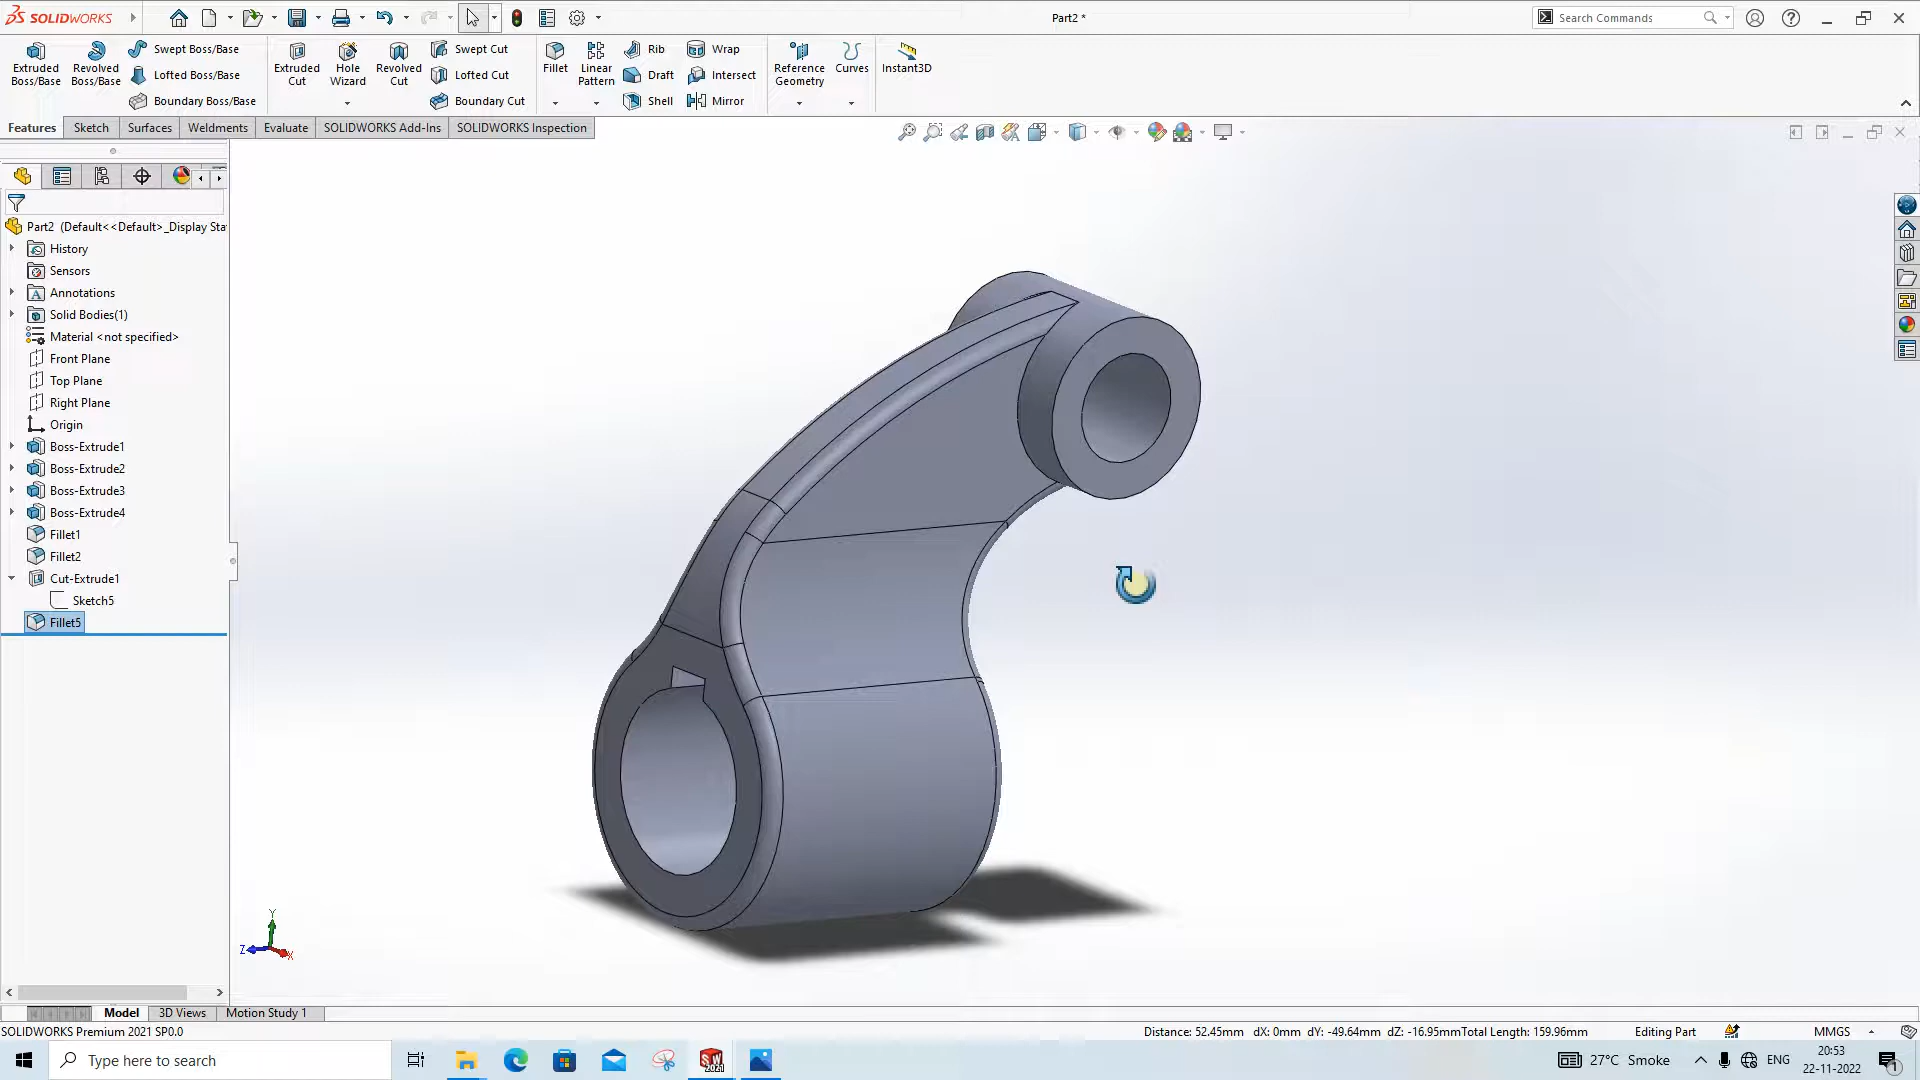 SOLIDWORKS
Part2 *
Search Commands
Extruded Boss/Base
Revolved Boss/Base
Swept Boss/Base
Lofted Boss/Base
Boundary Boss/Base
Extruded Cut
Hole Wizard
Revolved Cut
Swept Cut
Lofted Cut
Boundary Cut
Fillet
Linear Pattern
Rib
Draft
Shell
Wrap
Intersect
Mirror
Reference Geometry
Curves
Instant3D
Features
Sketch
Surfaces
Weldments
Evaluate
SOLIDWORKS Add-Ins
SOLIDWORKS Inspection
Part2 (Default<<Default>_Display Sta
History
Sensors
Annotations
Solid Bodies(1)
Material <not specified>
Front Plane
Top Plane
Right Plane
Origin
Boss-Extrude1
Boss-Extrude2
Boss-Extrude3
Boss-Extrude4
Fillet1
Fillet2
Cut-Extrude1
Sketch5
Fillet5
Y
Z
X
Model
3D Views
Motion Study 1
SOLIDWORKS Premium 2021 SP0.0
Distance: 52.45mm dX: 0mm dY: -49.64mm dZ: -16.95mmTotal Length: 159.96mm
Editing Part
MMGS
Type here to search
SW 2021
27°C Smoke
ENG
20:53
22-11-2022
1